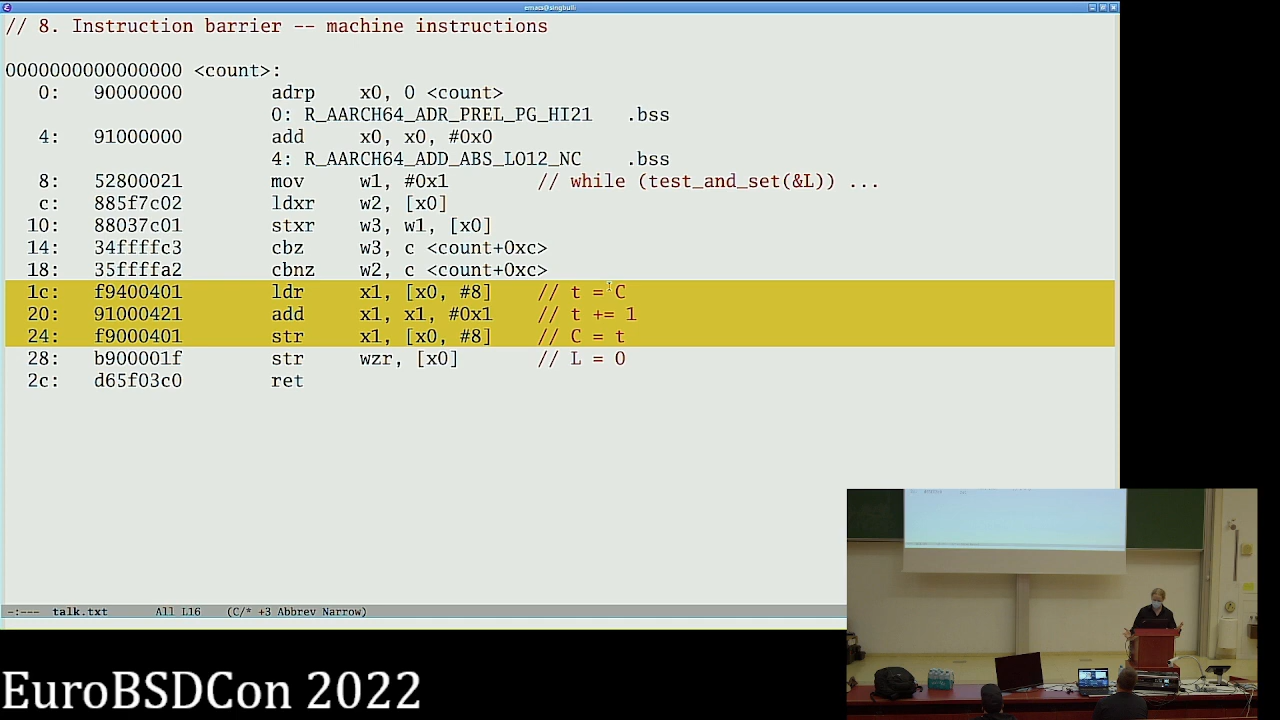 emacs@singbulli
// 8. Instruction barrier -- machine instructions
0000000000000000 <count>:
0: 90000000 adrp x0, 0 <count>
0: R_AARCH64_ADR_PREL_PG_HI21 .bss
4: 91000000 add x0, x0, #0x0
4: R_AARCH64_ADD_ABS_LO12_NC .bss
8: 52800021 mov w1, #0x1 // while (test_and_set(&L)) ...
c: 885f7c02 ldxr w2, [x0]
10: 88037c01 stxr w3, w1, [x0]
14: 34ffffc3 cbz w3, c <count+0xc>
18: 35ffffa2 cbnz w2, c <count+0xc>
1c: f9400401 ldr x1, [x0, #8] // t = C
20: 91000421 add x1, x1, #0x1 // t += 1
24: f9000401 str x1, [x0, #8] // C = t
28: b900001f str wzr, [x0] // L = 0
2c: d65f03c0 ret
-:--- talk.txt All L16 (C/* +3 Abbrev Narrow)
EuroBSDCon 2022